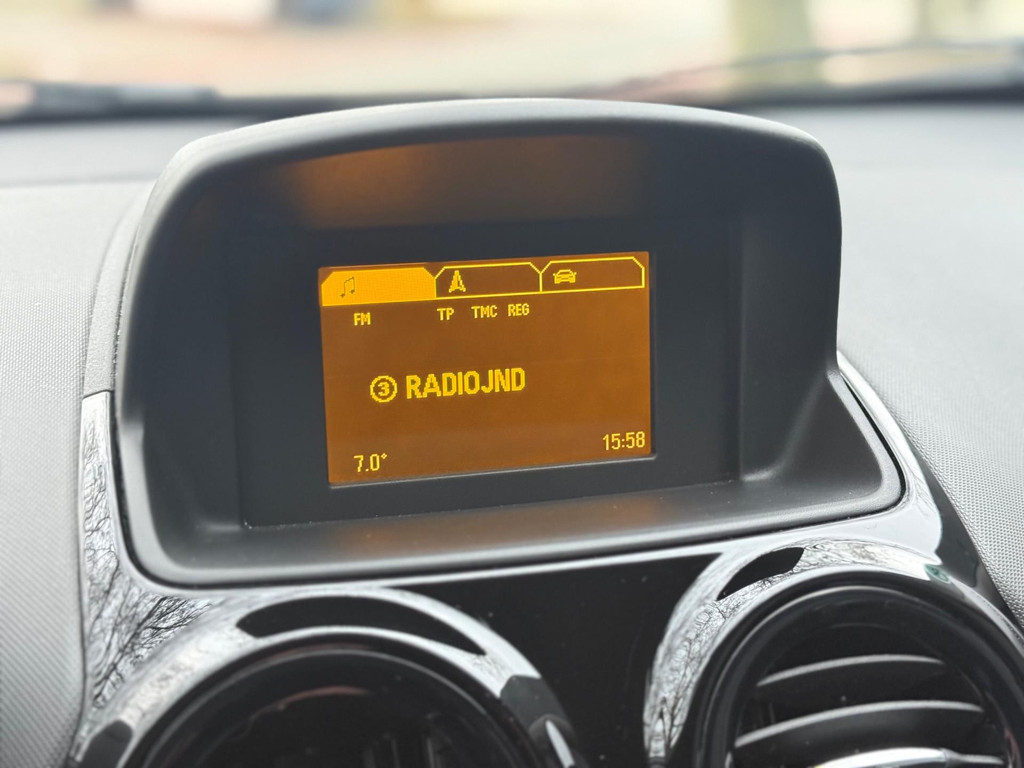 FM TP TMC REG
③ RADIOJND
7.0° 15:58